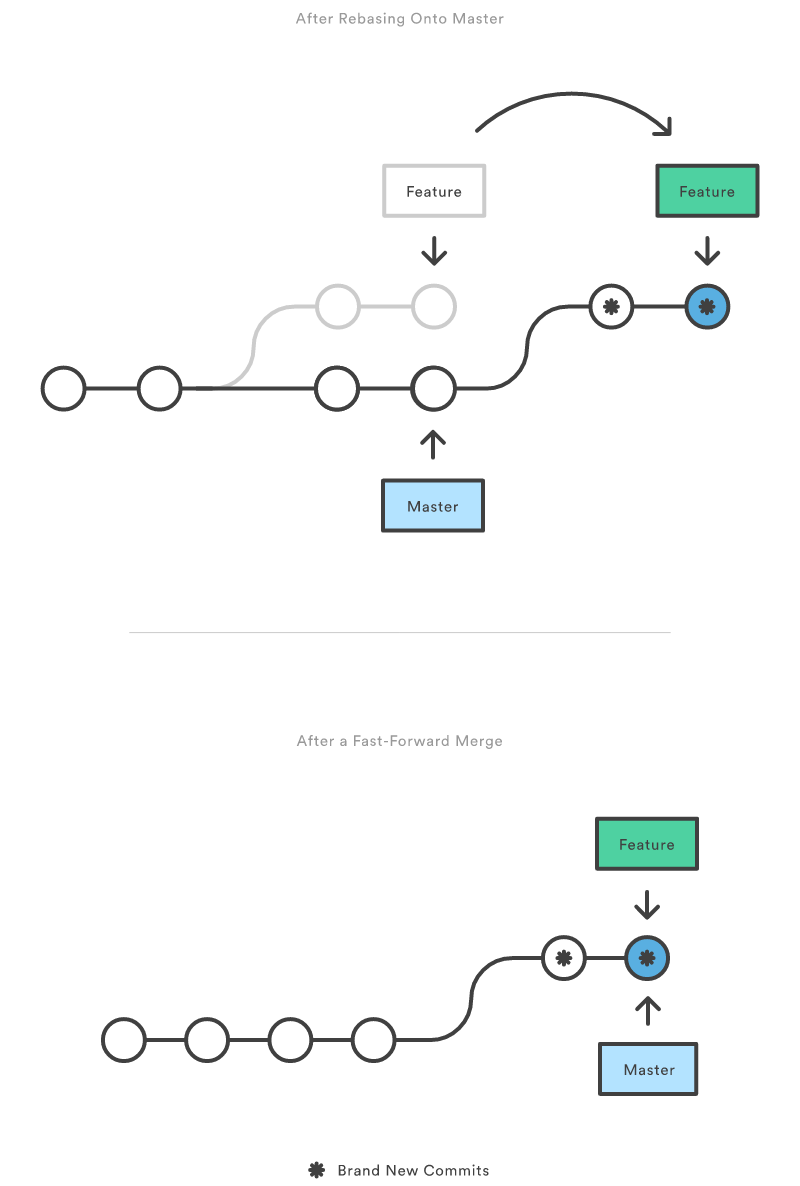 After Rebasing Onto Master
Feature
Feature
Master
After a Fast-Forward Merge
Feature
Master
Brand New Commits